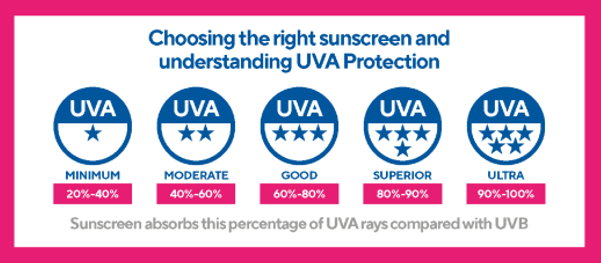 Choosing the right sunscreen and
understanding UVA Protection
UVA UVA UVA UVA UVA
MINIMUM MODERATE GOOD SUPERIOR ULTRA
20%-40% 40%-60% 60%-80% 80%-90% 90%-100%
Sunscreen absorbs this percentage of UVA rays compared with UVB